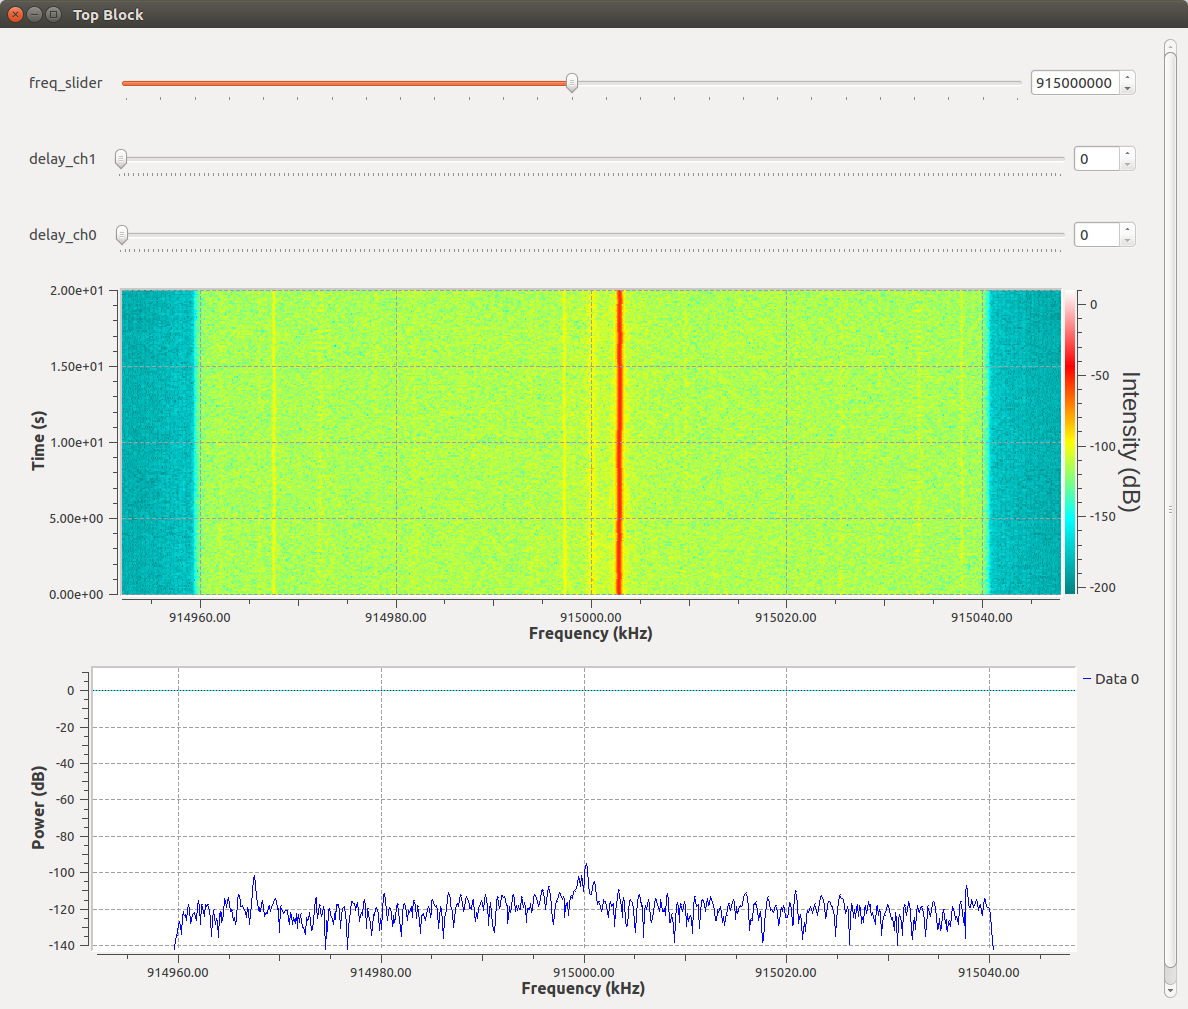 Top Block
freq_slider
915000000
delay_ch1
0
delay_ch0
0
2.00e+01
1.50e+01
1.00e+01
5.00e+00
0.00e+00
Time (s)
914960.00 914980.00 915000.00 915020.00 915040.00
Frequency (kHz)
0
-50
-100
-150
-200
Intensity (dB)
0
-20
-40
-60
-80
-100
-120
-140
Power (dB)
914960.00 914980.00 915000.00 915020.00 915040.00
Frequency (kHz)
Data 0